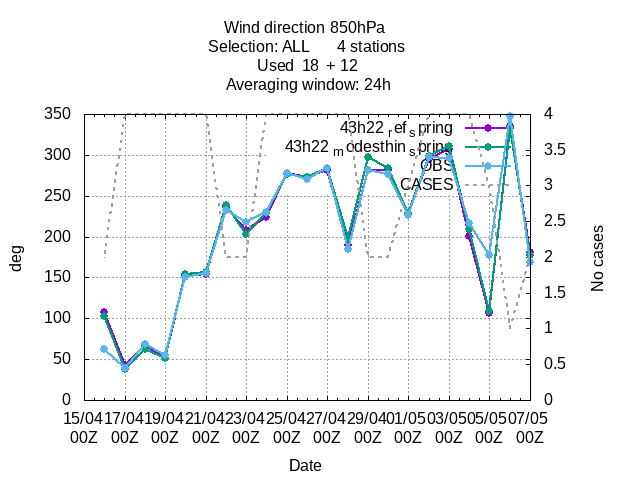 Wind direction 850hPa
Selection: ALL 4 stations
Used 18 + 12
Averaging window: 24h
350
300
250
200
150
100
50
0
deg
4
3.5
3
2.5
2
1.5
1
0.5
0
No cases
43h22_ref_spring
43h22_modesthin_spring
OBS
CASES
15/04 17/04 19/04 21/04 23/04 25/04 27/04 29/04 01/05 03/05 05/05 07/05
00Z 00Z 00Z 00Z 00Z 00Z 00Z 00Z 00Z 00Z 00Z 00Z
Date